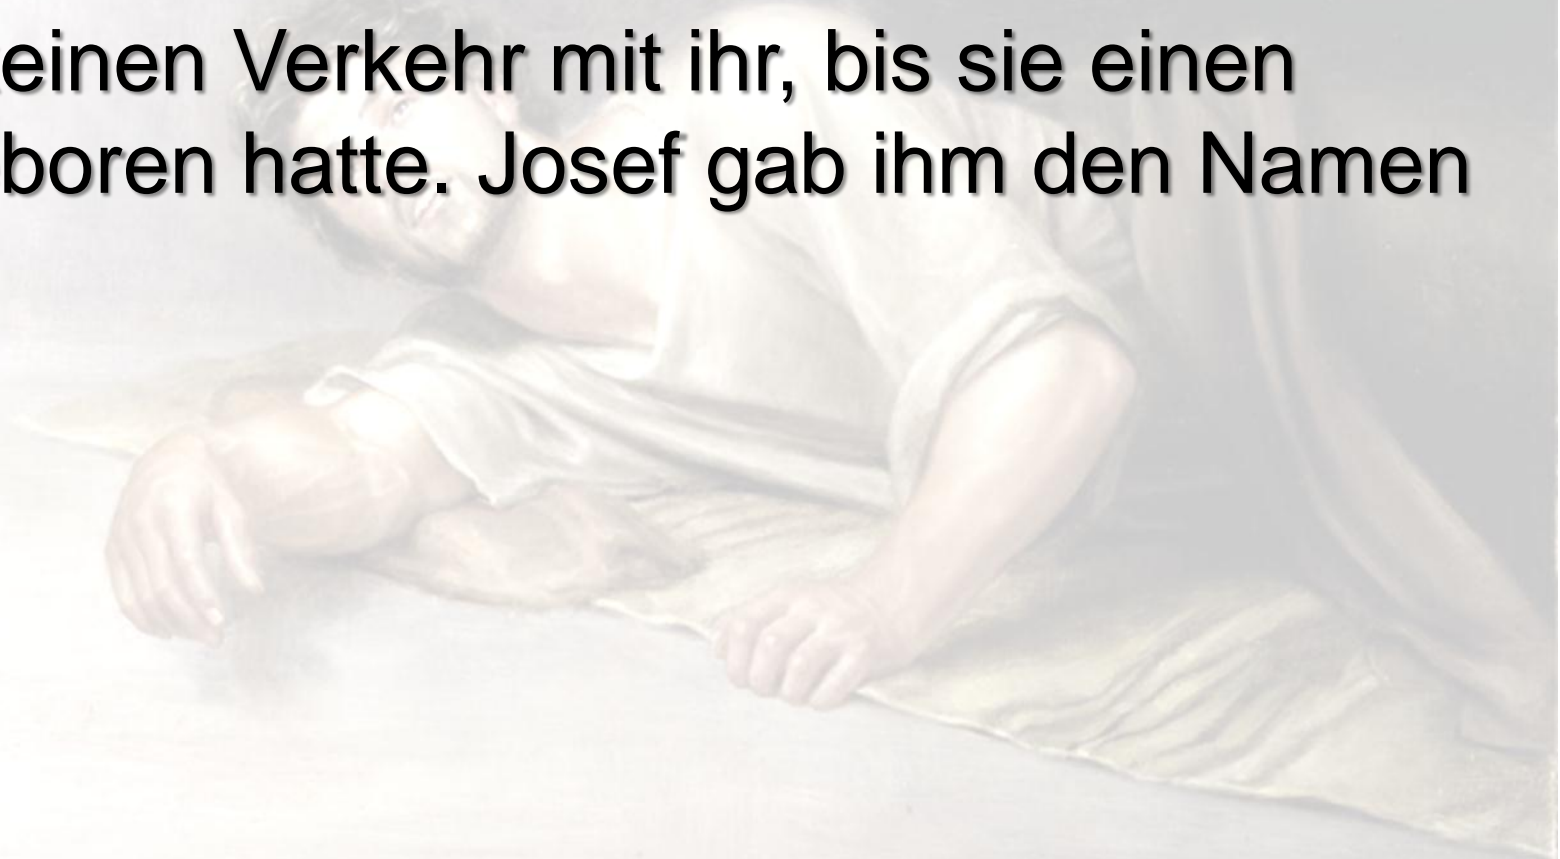 einen Verkehr mit ihr, bis sie einen
boren hatte. Josef gab ihm den Namen